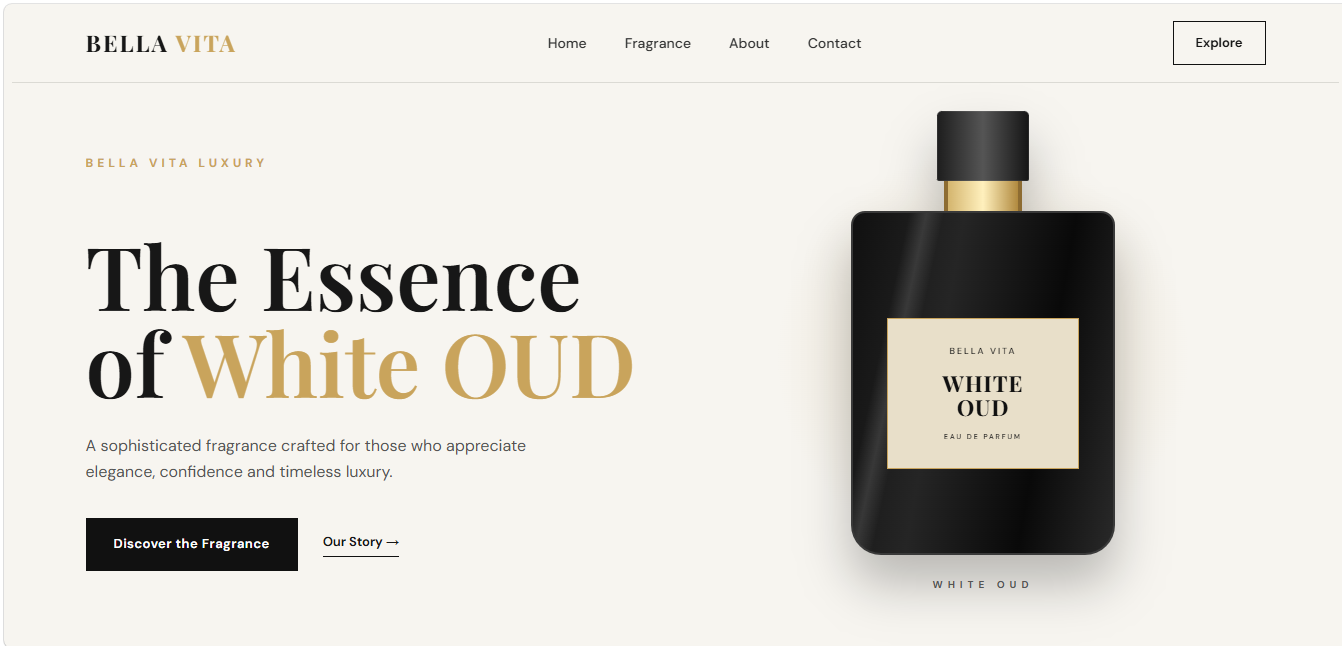 BELLA VITA
Home
Fragrance
About
Contact
Explore
BELLA VITA LUXURY
The Essence
of White OUD
A sophisticated fragrance crafted for those who appreciate
elegance, confidence and timeless luxury.
Discover the Fragrance
Our Story →
BELLA VITA
WHITE
OUD
EAU DE PARFUM
WHITE OUD